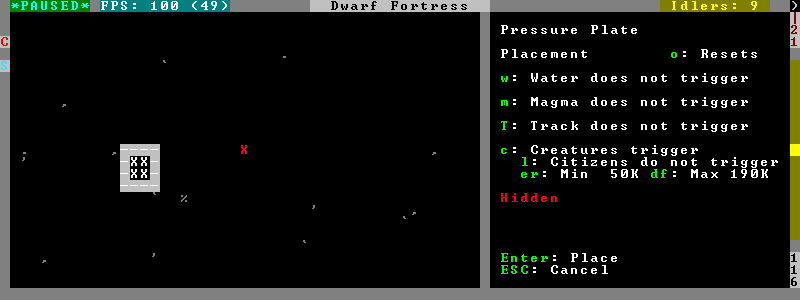 *PAUSED* FPS: 100 (49) Dwarf Fortress Idlers: 9
Pressure Plate
Placement o: Resets
w: Water does not trigger
m: Magma does not trigger
T: Track does not trigger
c: Creatures trigger
l: Citizens do not trigger
er: Min 50K df: Max 190K
Hidden
X
XX
XX
Enter: Place
ESC: Cancel